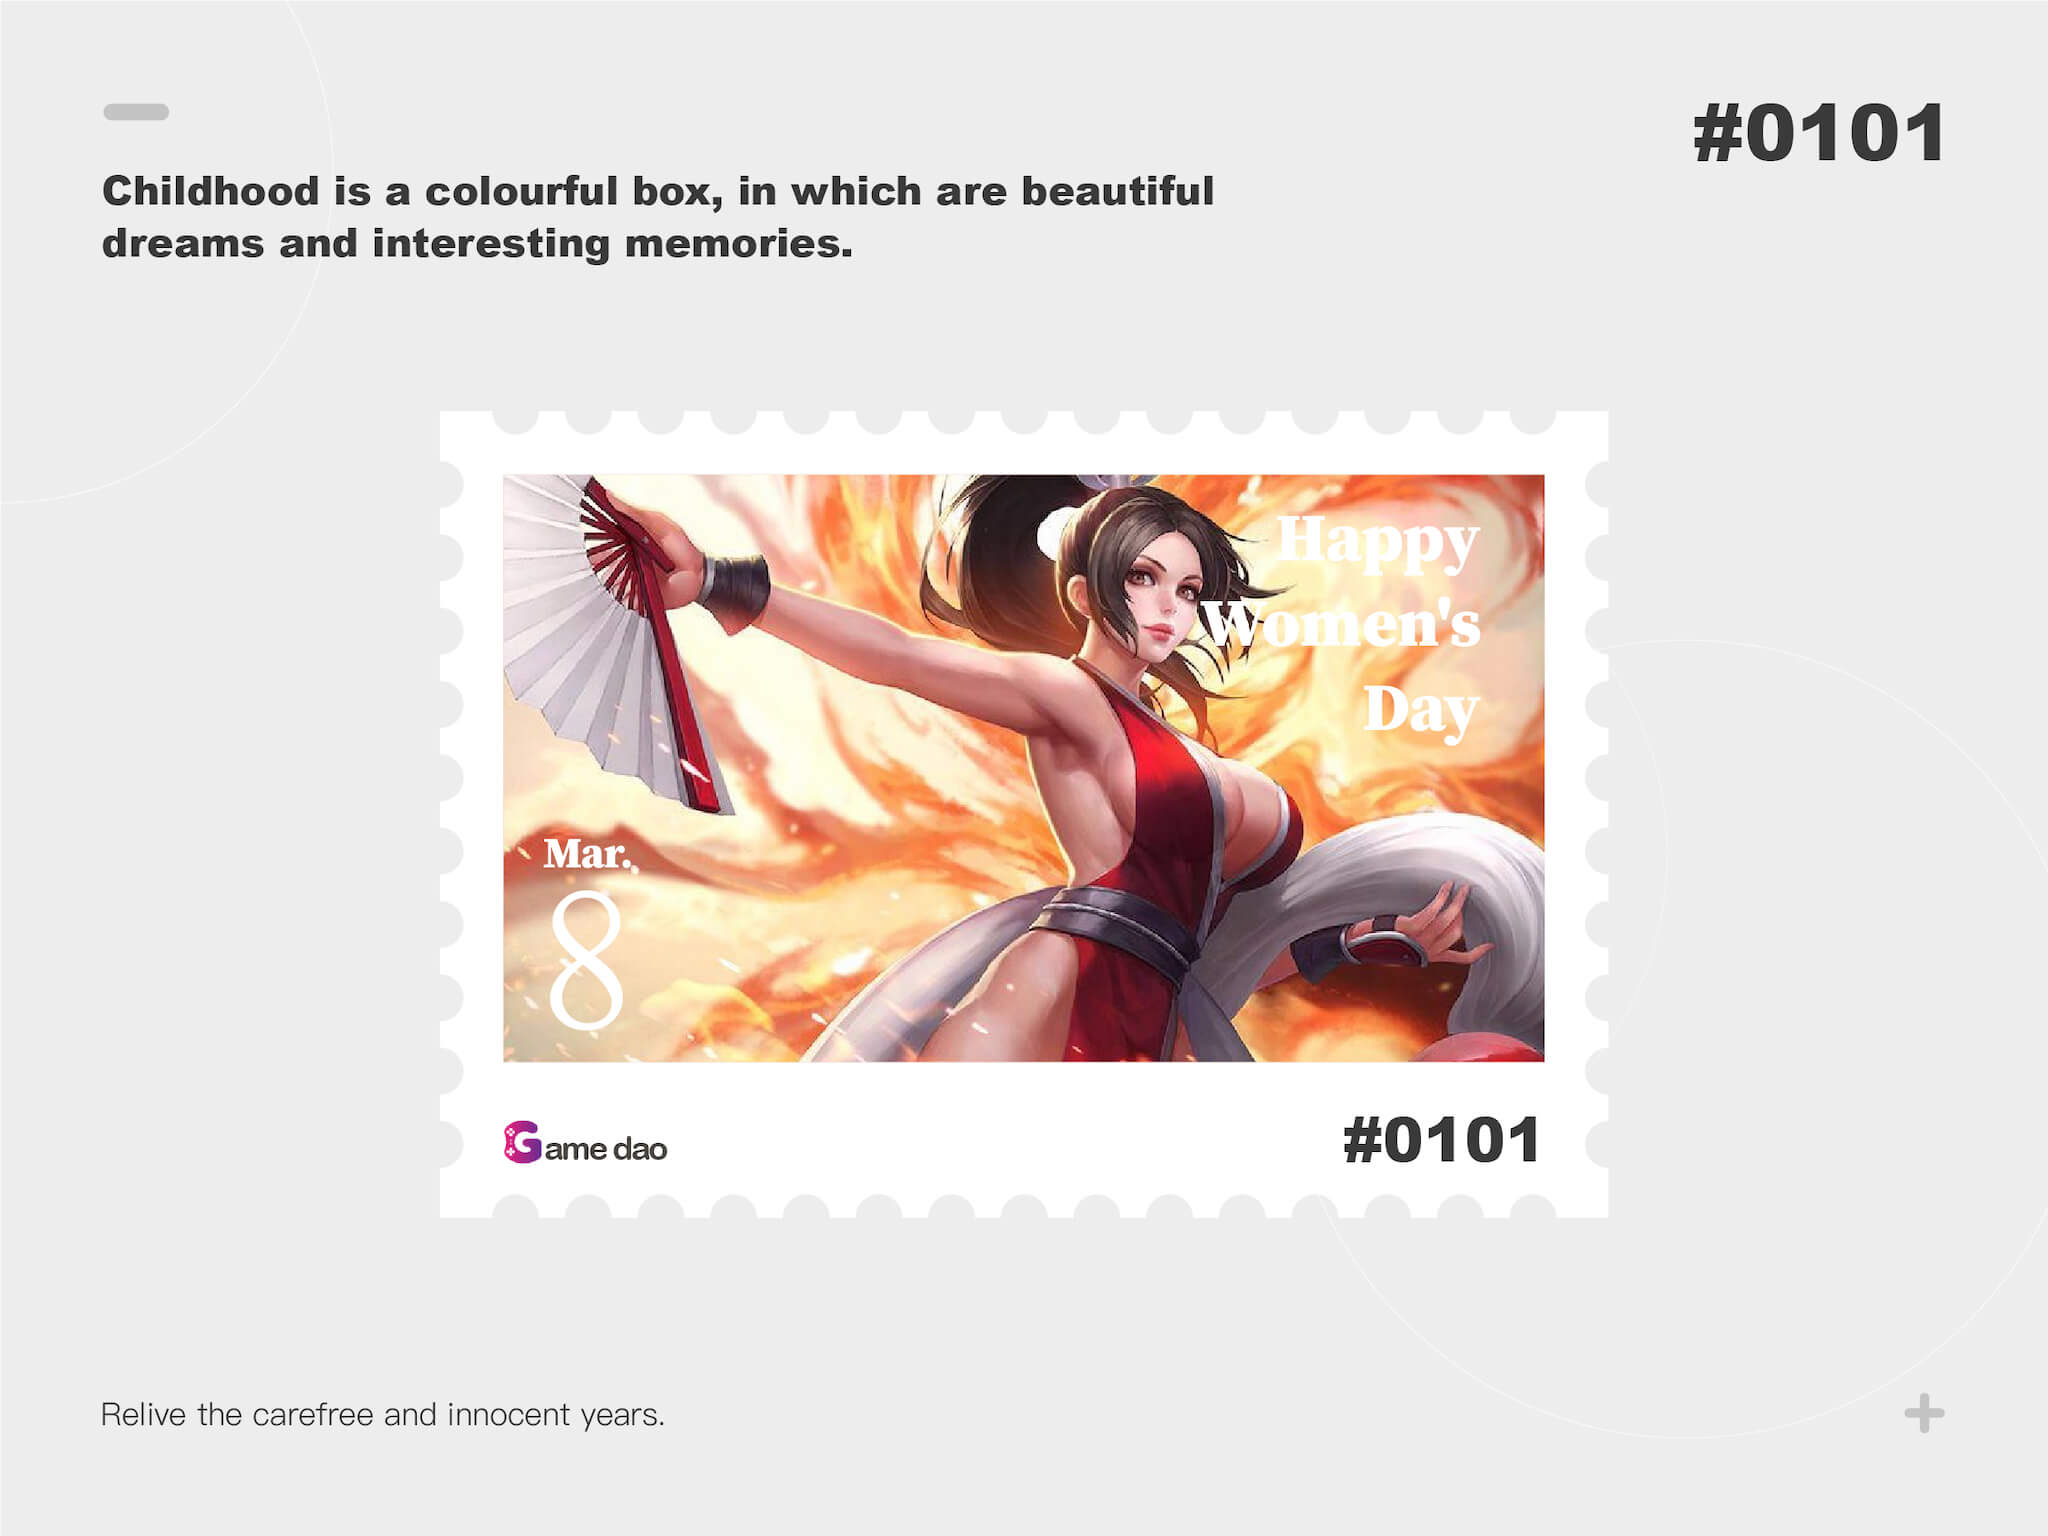 #0101
Childhood is a colourful box, in which are beautiful
dreams and interesting memories.
Happy
Women's
Day
Mar.
8
Game dao
#0101
Relive the carefree and innocent years.